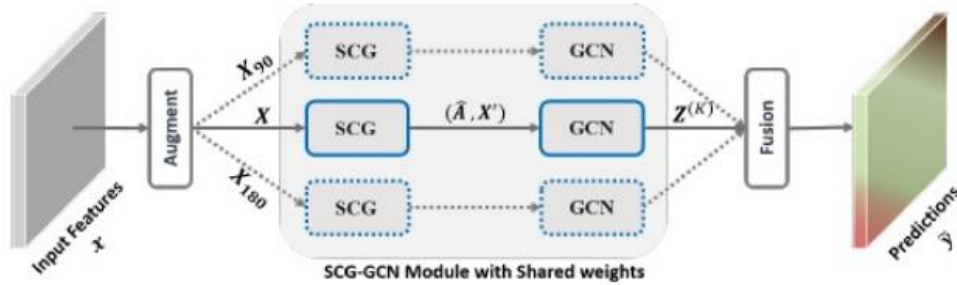 Input Features
x
Augment
X₉₀
X
X₁₈₀
SCG
GCN
SCG
(Â, X′)
GCN
SCG
GCN
Z⁽ᴷ⁾
Fusion
Predictions
ŷ
SCG-GCN Module with Shared weights